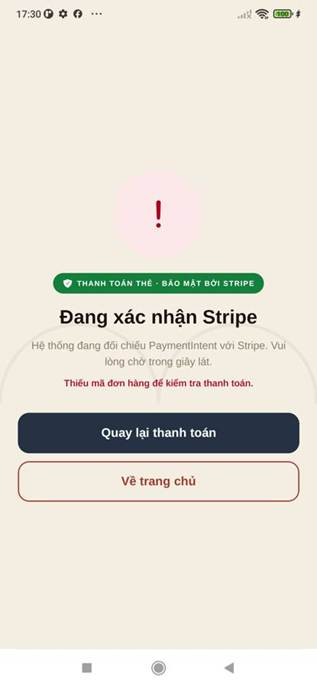 17:30
100
!
THANH TOÁN THẺ · BẢO MẬT BỞI STRIPE
Đang xác nhận Stripe
Hệ thống đang đối chiếu PaymentIntent với Stripe. Vui
lòng chờ trong giây lát.
Thiếu mã đơn hàng để kiểm tra thanh toán.
Quay lại thanh toán
Về trang chủ